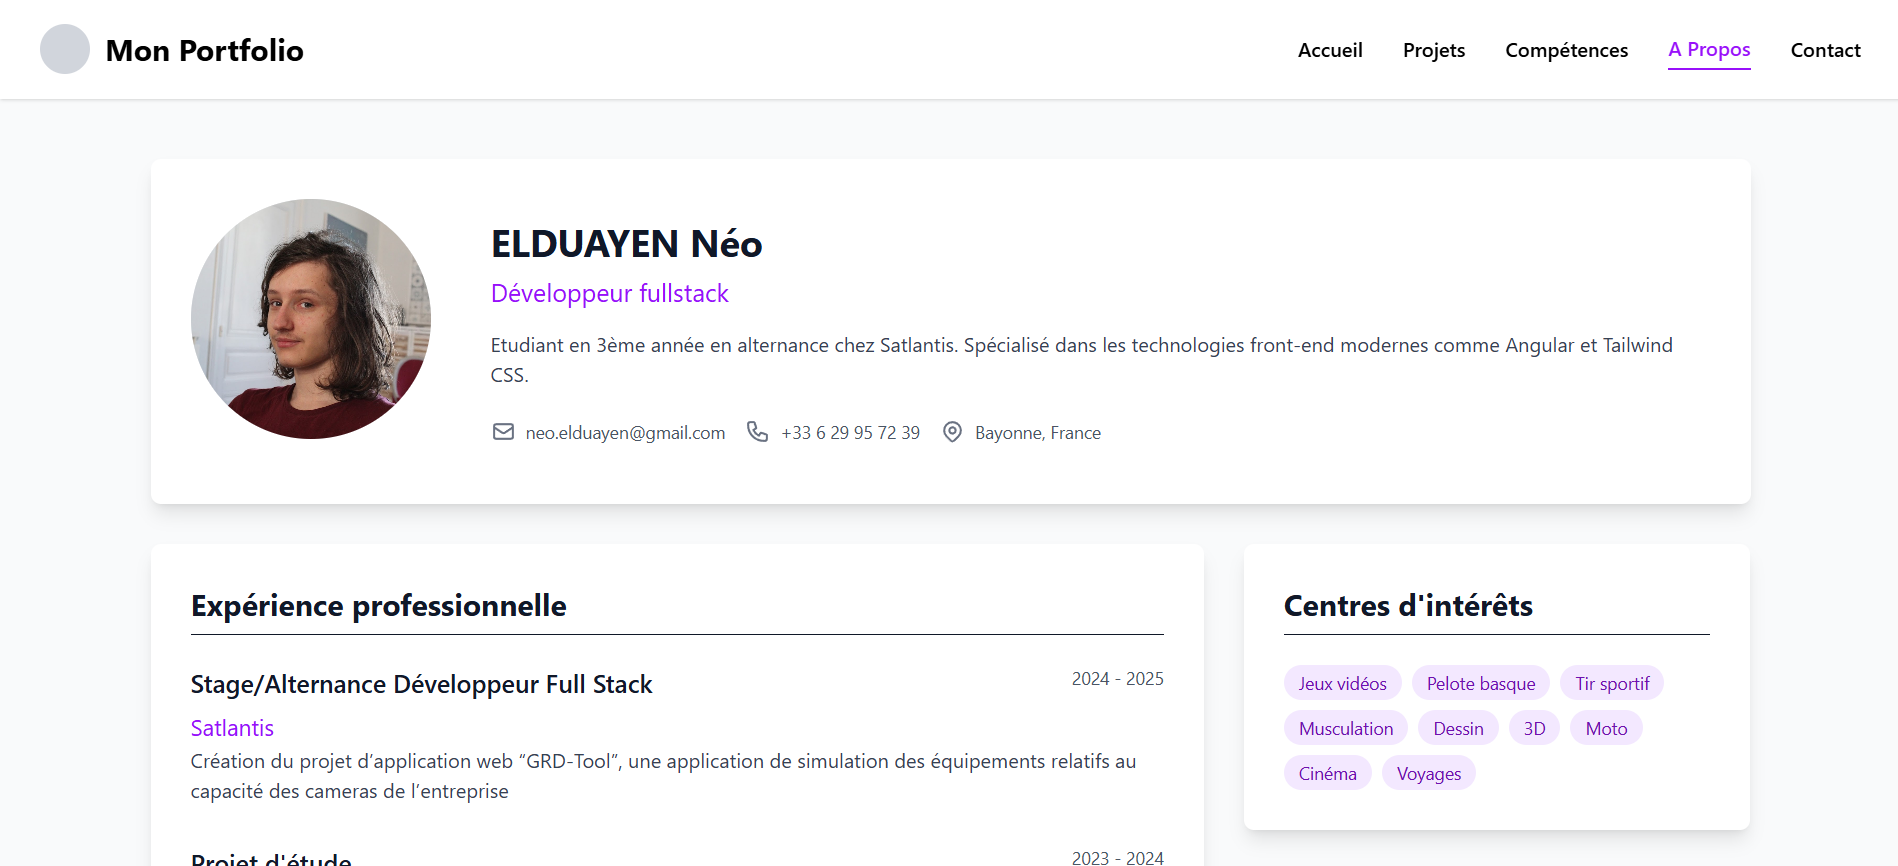 Mon Portfolio
Accueil Projets Compétences A Propos Contact
ELDUAYEN Néo
Développeur fullstack
Etudiant en 3ème année en alternance chez Satlantis. Spécialisé dans les technologies front-end modernes comme Angular et Tailwind
CSS.
neo.elduayen@gmail.com +33 6 29 95 72 39 Bayonne, France
Expérience professionnelle
Stage/Alternance Développeur Full Stack 2024 - 2025
Satlantis
Création du projet d’application web “GRD-Tool”, une application de simulation des équipements relatifs au
capacité des cameras de l’entreprise
Projet d'étude 2023 - 2024
Centres d'intérêts
Jeux vidéos Pelote basque Tir sportif
Musculation Dessin 3D Moto
Cinéma Voyages